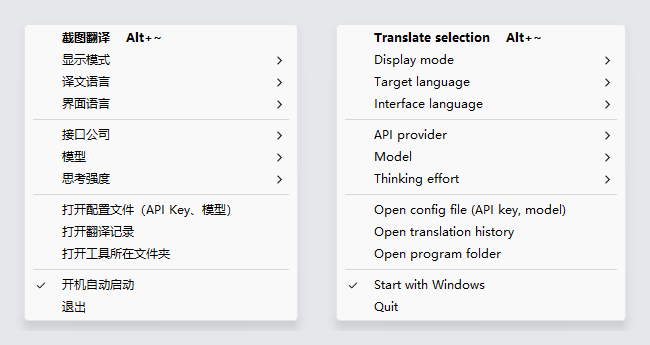 截图翻译 Alt+~
显示模式
译文语言
界面语言
接口公司
模型
思考强度
打开配置文件（API Key、模型）
打开翻译记录
打开工具所在文件夹
开机自动启动
退出
Translate selection Alt+~
Display mode
Target language
Interface language
API provider
Model
Thinking effort
Open config file (API key, model)
Open translation history
Open program folder
Start with Windows
Quit